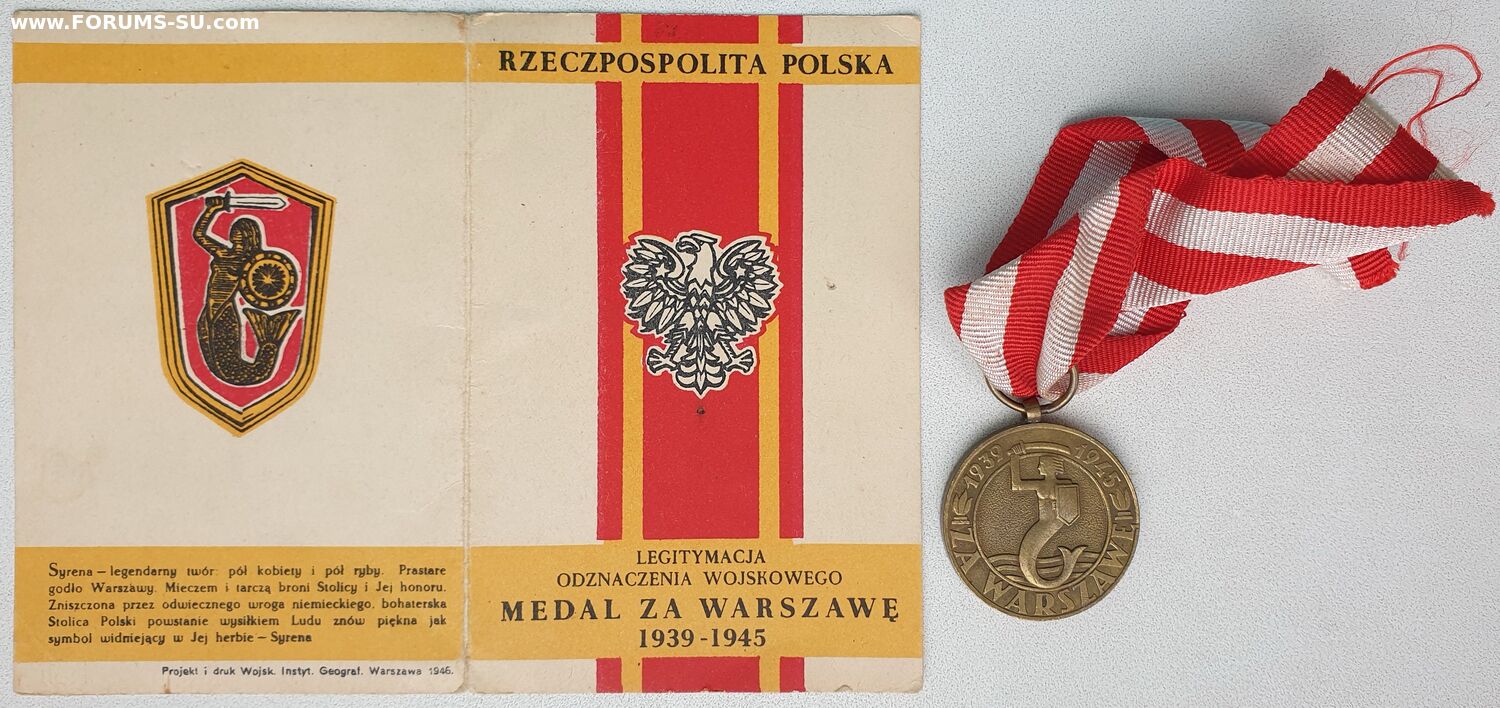 www.FORUMS-SU.com
RZECZPOSPOLITA POLSKA
LEGITYMACJA
ODZNACZENIA WOJSKOWEGO
MEDAL ZA WARSZAWĘ
1939-1945
Syrena – legendarny twór: pół kobiety i pół ryby. Prastare
godło Warszawy. Mieczem i tarczą broni Stolicy i Jej honoru.
Zniszczona przez odwiecznego wroga niemieckiego, bohaterska
Stolica Polski powstanie wysiłkiem Ludu znów piękna jak
symbol widniejący w Jej herbie – Syrena
Projekt i druk Wojsk. Instyt. Geograf. Warszawa 1946.
1939 1945
ZA WARSZAWĘ